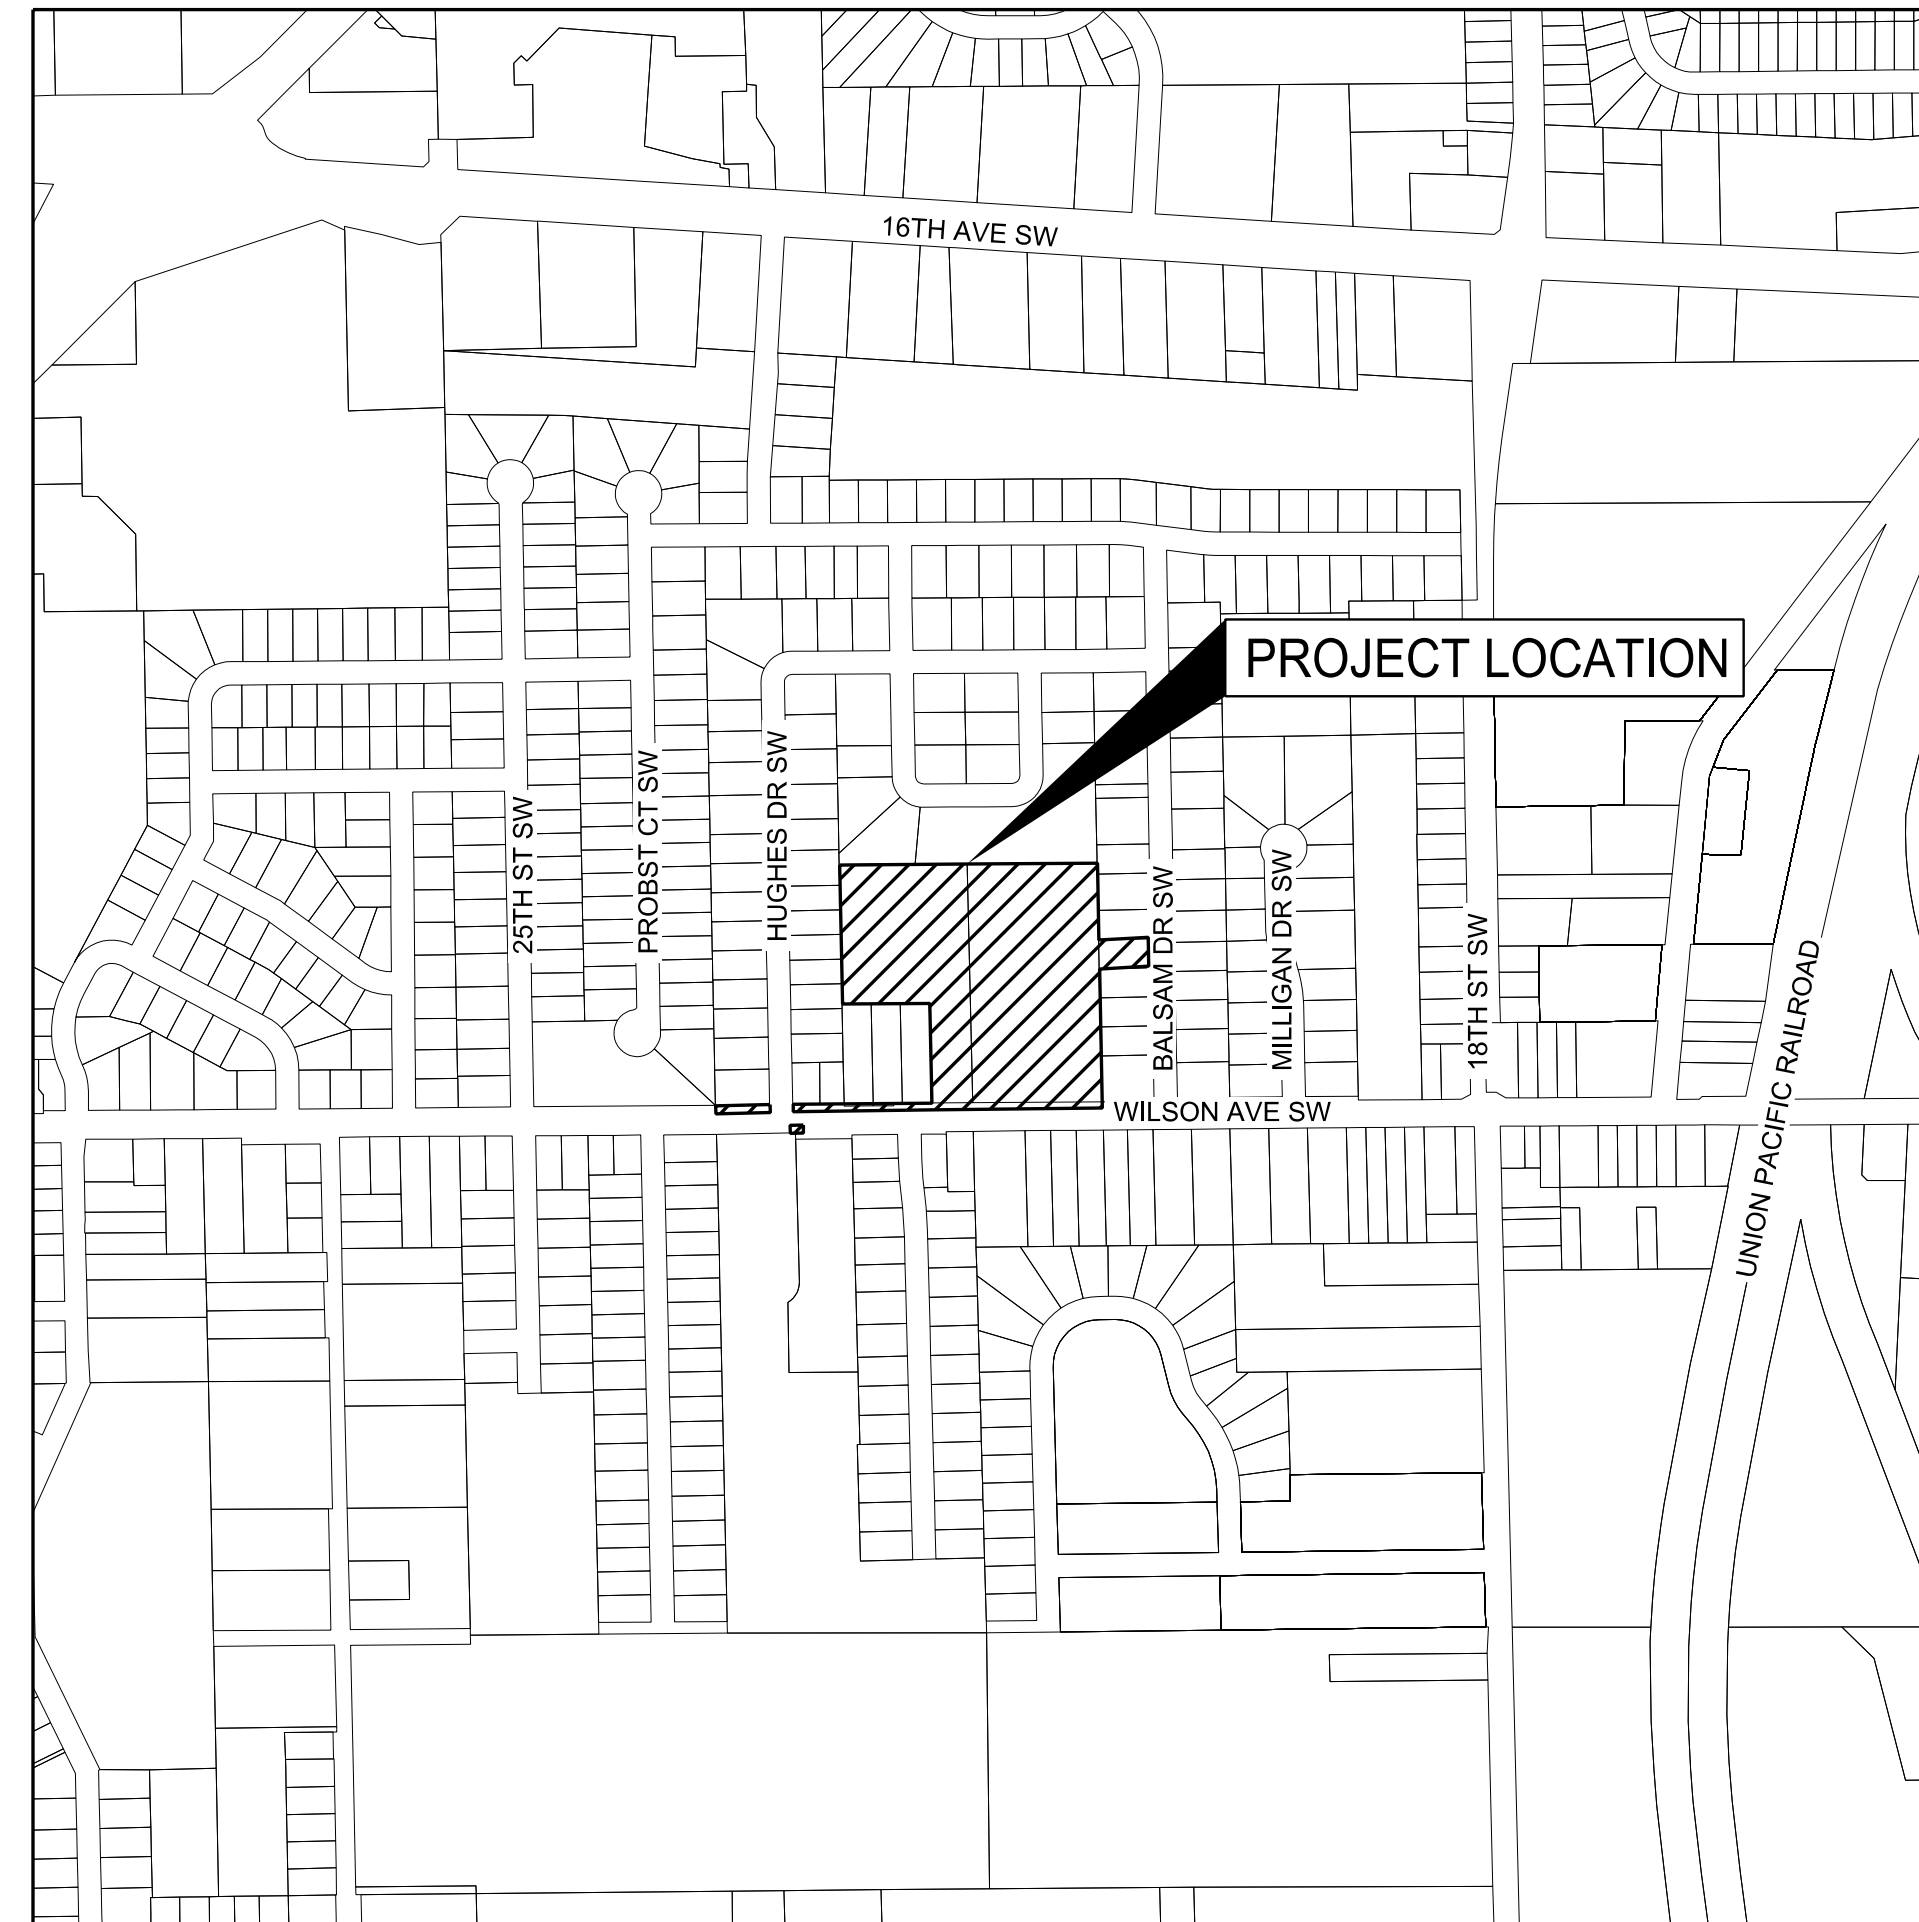 16TH AVE SW
PROJECT LOCATION
25TH ST SW
PROBST CT SW
HUGHES DR SW
BALSAM DR SW
MILLIGAN DR SW
18TH ST SW
UNION PACIFIC RAILROAD
WILSON AVE SW